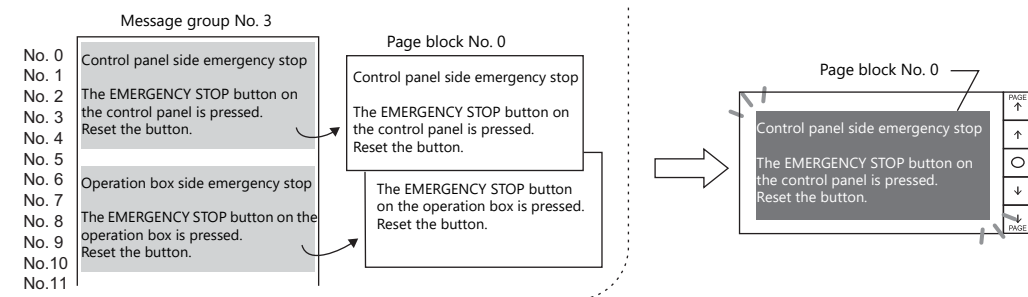 Message group No. 3
No. 0
No. 1
No. 2
No. 3
No. 4
No. 5
No. 6
No. 7
No. 8
No. 9
No.10
No.11
Control panel side emergency stop
The EMERGENCY STOP button on
the control panel is pressed.
Reset the button.
Operation box side emergency stop
The EMERGENCY STOP button on the
operation box is pressed.
Reset the button.
Page block No. 0
Control panel side emergency stop
The EMERGENCY STOP button on
the control panel is pressed.
Reset the button.
The EMERGENCY STOP button
on the operation box is pressed.
Reset the button.
Page block No. 0
Control panel side emergency stop
The EMERGENCY STOP button on
the control panel is pressed.
Reset the button.
PAGE
PAGE